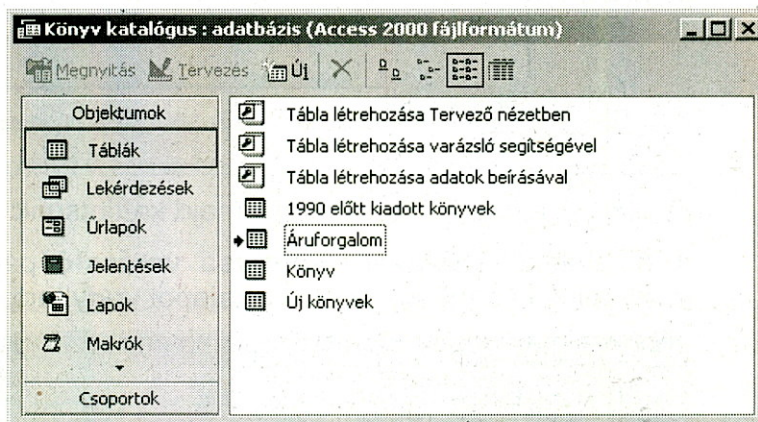 Könyv katalógus : adatbázis (Access 2000 fájlformátum)
Megnyitás Tervezés Új
Objektumok
Táblák
Lekérdezések
Űrlapok
Jelentések
Lapok
Makrók
Csoportok
Tábla létrehozása Tervező nézetben
Tábla létrehozása varázsló segítségével
Tábla létrehozása adatok beírásával
1990 előtt kiadott könyvek
Áruforgalom
Könyv
Új könyvek